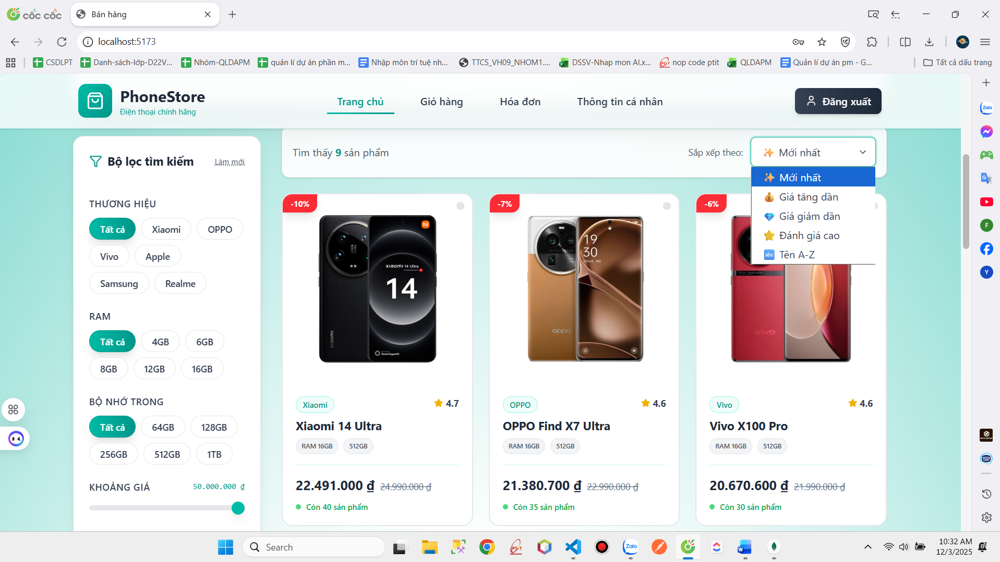 cốc cốc
Bán hàng
localhost:5173
CSDLPT
Danh-sách-lớp-D22V...
Nhóm-QLDAPM
quản lí dự án phần m...
Nhập môn trí tuệ nh...
TTCS_VH09_NHOM1....
DSSV-Nhap mon AI.x...
nop code ptit
QLDAPM
Quản lí dự án pm - G...
Tất cả dấu trang
PhoneStore
Điện thoại chính hãng
Trang chủ
Giỏ hàng
Hóa đơn
Thông tin cá nhân
Đăng xuất
Bộ lọc tìm kiếm
Làm mới
THƯƠNG HIỆU
Tất cả
Xiaomi
OPPO
Vivo
Apple
Samsung
Realme
RAM
Tất cả
4GB
6GB
8GB
12GB
16GB
BỘ NHỚ TRONG
Tất cả
64GB
128GB
256GB
512GB
1TB
KHOẢNG GIÁ
50.000.000 ₫
Tìm thấy 9 sản phẩm
Sắp xếp theo:
✨ Mới nhất
✨ Mới nhất
💰 Giá tăng dần
💎 Giá giảm dần
⭐ Đánh giá cao
🔤 Tên A-Z
-10%
xiaomi 14 Ultra
14
xiaomi
Xiaomi HyperOS
Xiaomi
4.7
Xiaomi 14 Ultra
RAM 16GB
512GB
22.491.000 ₫
24.990.000 ₫
Còn 40 sản phẩm
-7%
HASSELBLAD
19
30
oppo
OPPO
4.6
OPPO Find X7 Ultra
RAM 16GB
512GB
21.380.700 ₫
22.990.000 ₫
Còn 35 sản phẩm
-6%
vivo
Vivo
4.6
Vivo X100 Pro
RAM 16GB
512GB
20.670.600 ₫
21.990.000 ₫
Còn 30 sản phẩm
Zalo
F
Y
Search
Zalo
10:32 AM
12/3/2025